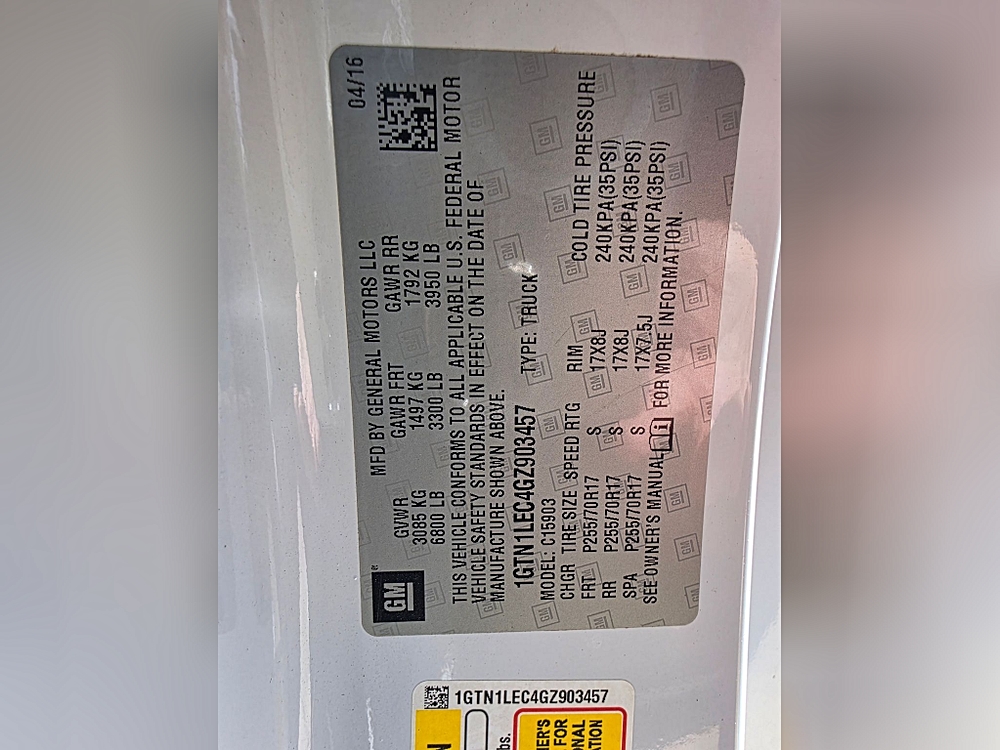 04/16
MFD BY GENERAL MOTORS LLC
GVWR GAWR FRT GAWR RR
3085 KG 1497 KG 1792 KG
6800 LB 3300 LB 3950 LB
GM
THIS VEHICLE CONFORMS TO ALL APPLICABLE U.S. FEDERAL MOTOR
VEHICLE SAFETY STANDARDS IN EFFECT ON THE DATE OF
MANUFACTURE SHOWN ABOVE.
1GTN1LEC4GZ903457 TYPE: TRUCK
MODEL: C15903
CHGR TIRE SIZE SPEED RTG RIM COLD TIRE PRESSURE
FRT P255/70R17 S 17X8J 240KPA(35PSI)
RR P255/70R17 S 17X8J 240KPA(35PSI)
SPA P255/70R17 S 17X7.5J 240KPA(35PSI)
SEE OWNER'S MANUAL FOR MORE INFORMATION.
1GTN1LEC4GZ903457